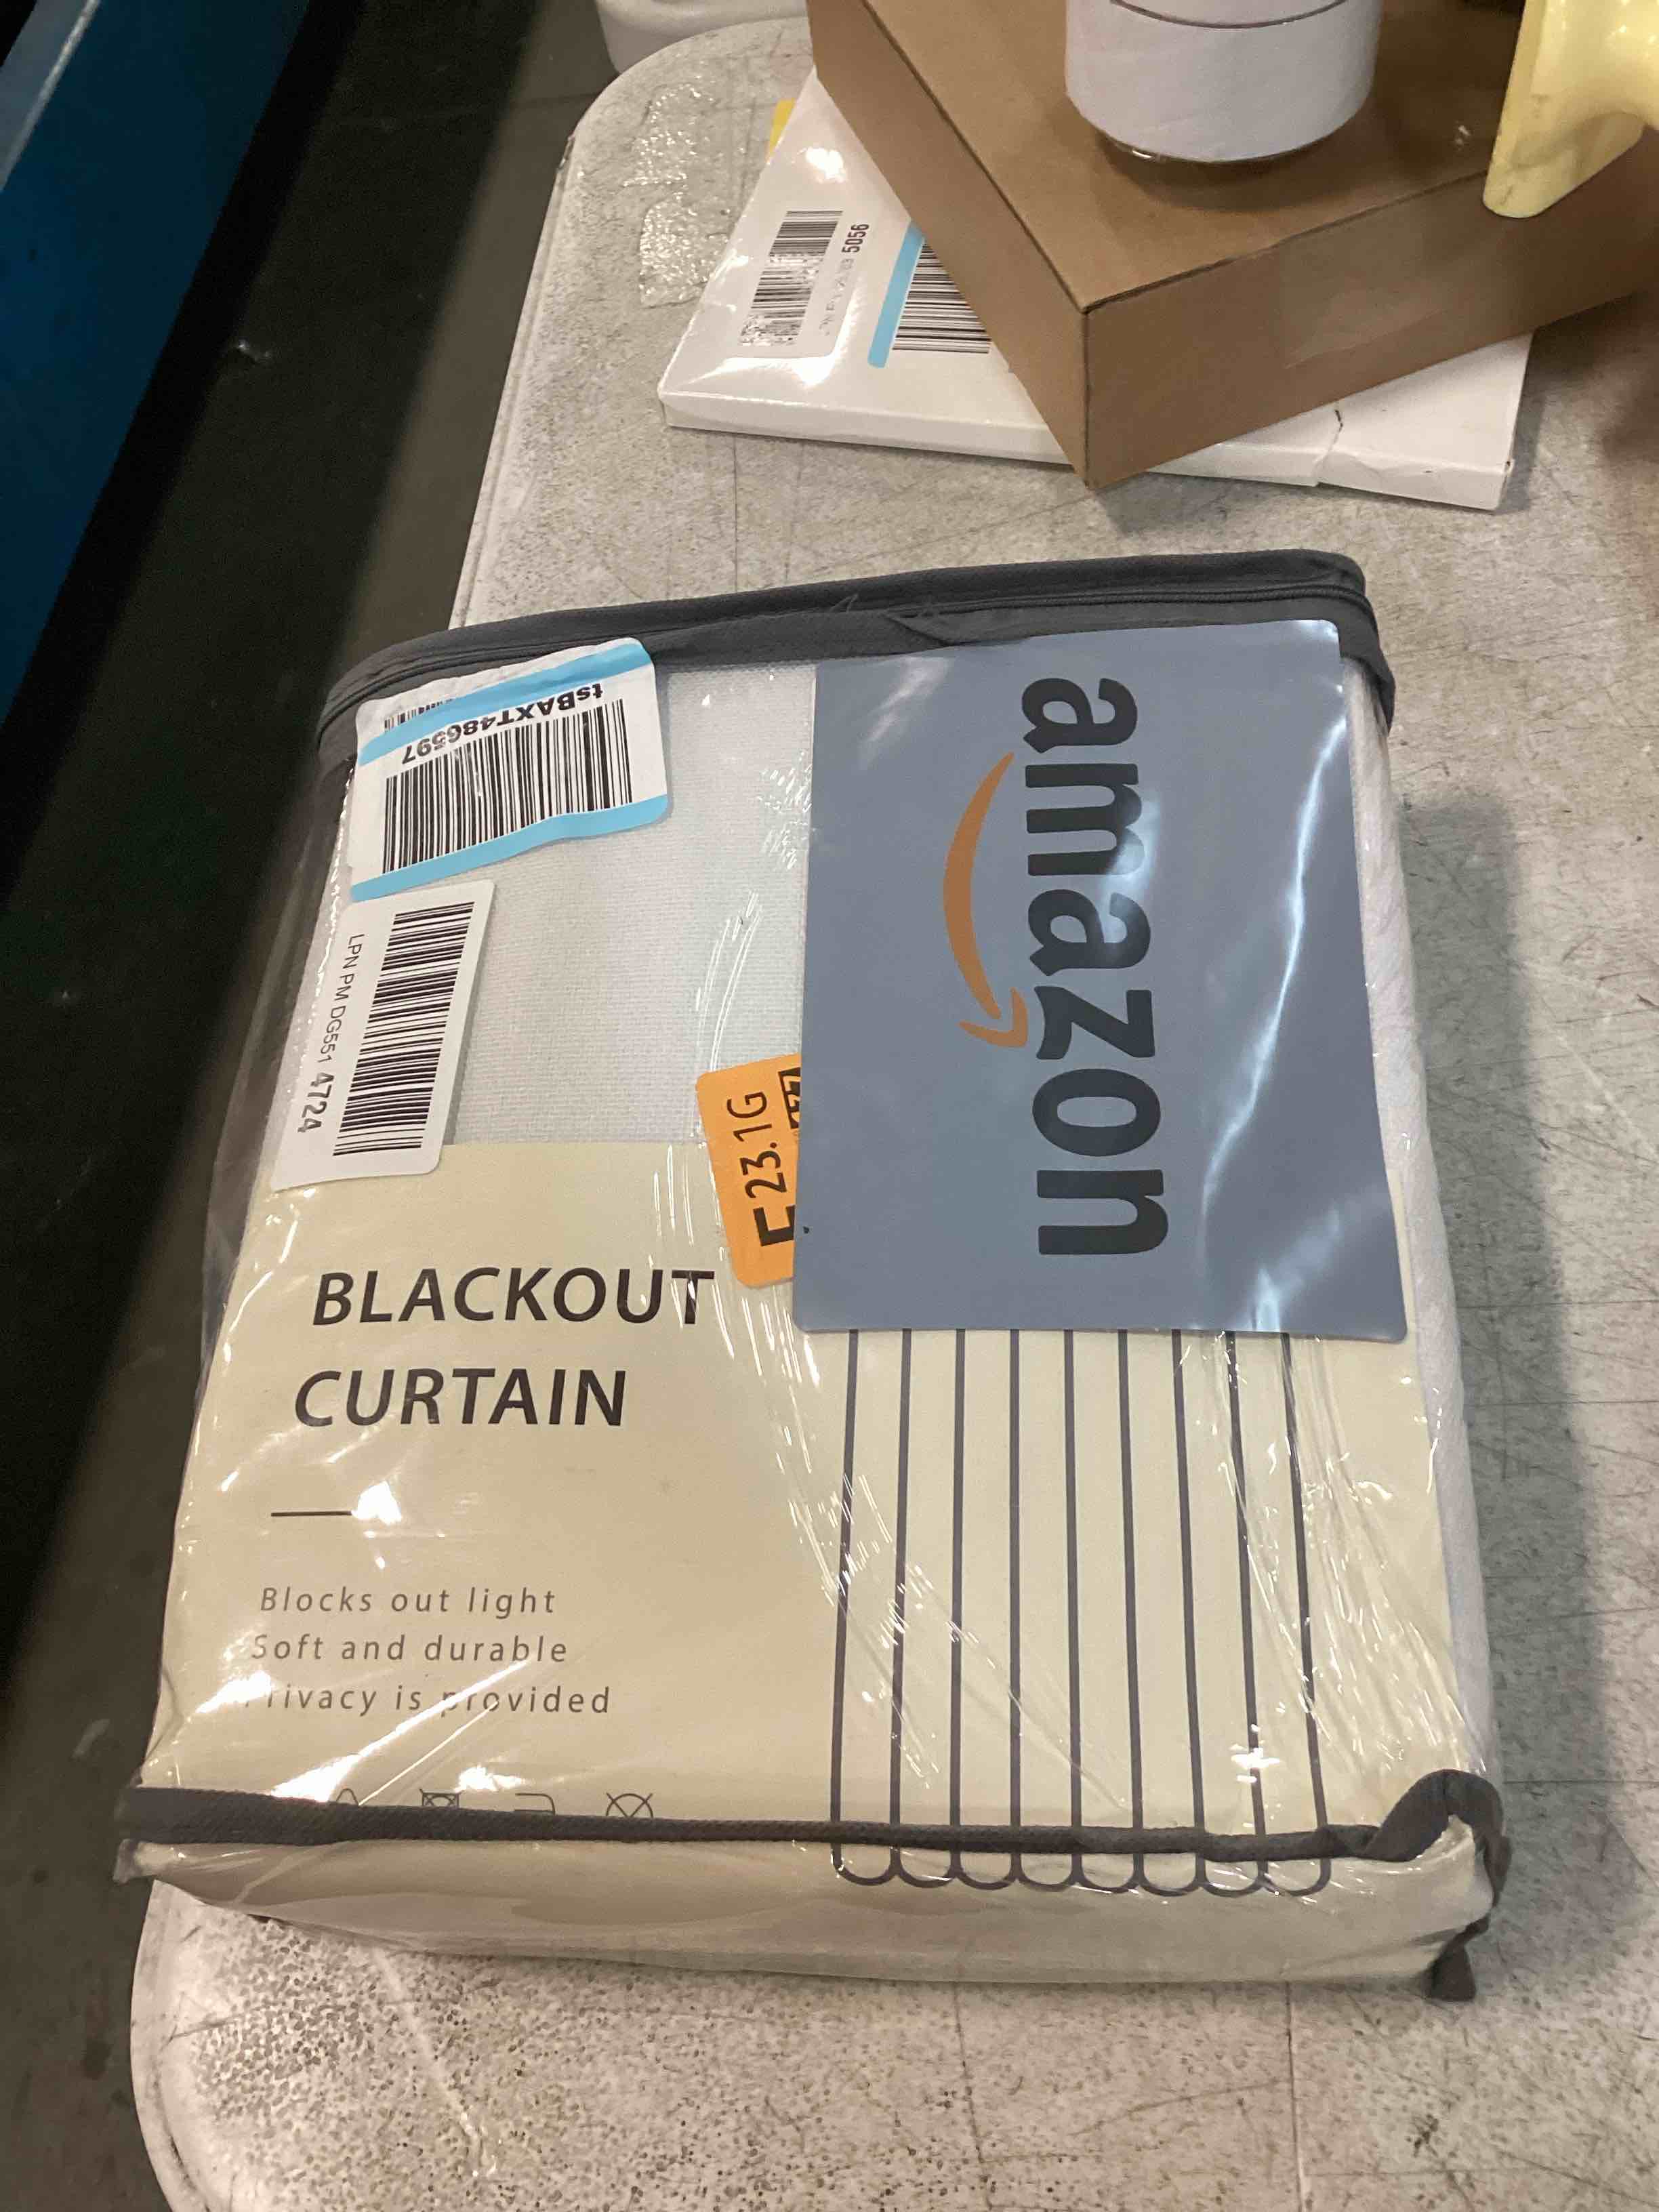 5056
tsBAXT486597
amazon
LPN PM DG551 4724
E 23.1G
BLACKOUT
CURTAIN
Blocks out light
Soft and durable
Privacy is provided